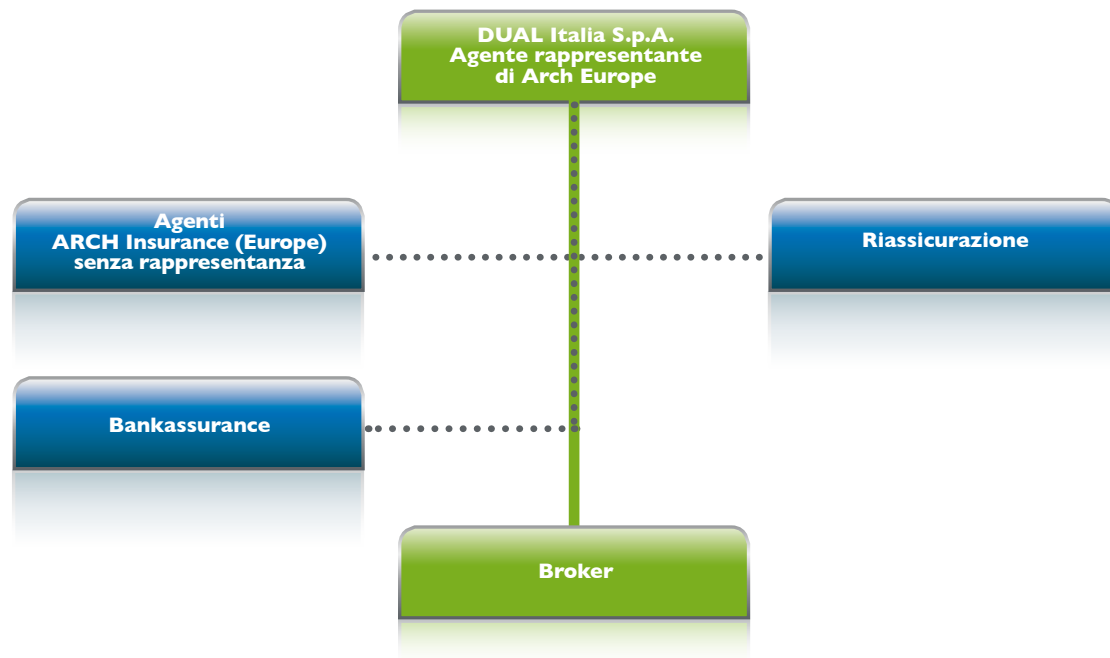 DUAL Italia S.p.A.
Agente rappresentante
di Arch Europe
Agenti
ARCH Insurance (Europe)
senza rappresentanza
Riassicurazione
Bankassurance
Broker